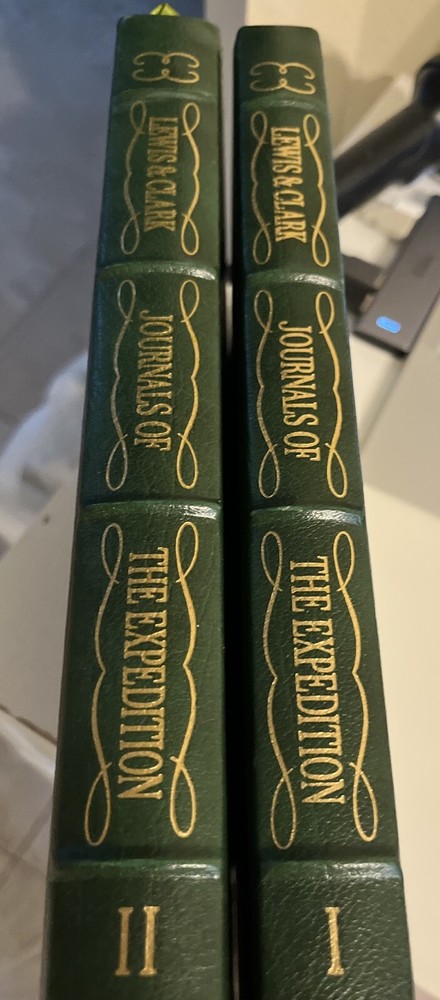 LEWIS & CLARK
JOURNALS OF
THE EXPEDITION
II
LEWIS & CLARK
JOURNALS OF
THE EXPEDITION
I